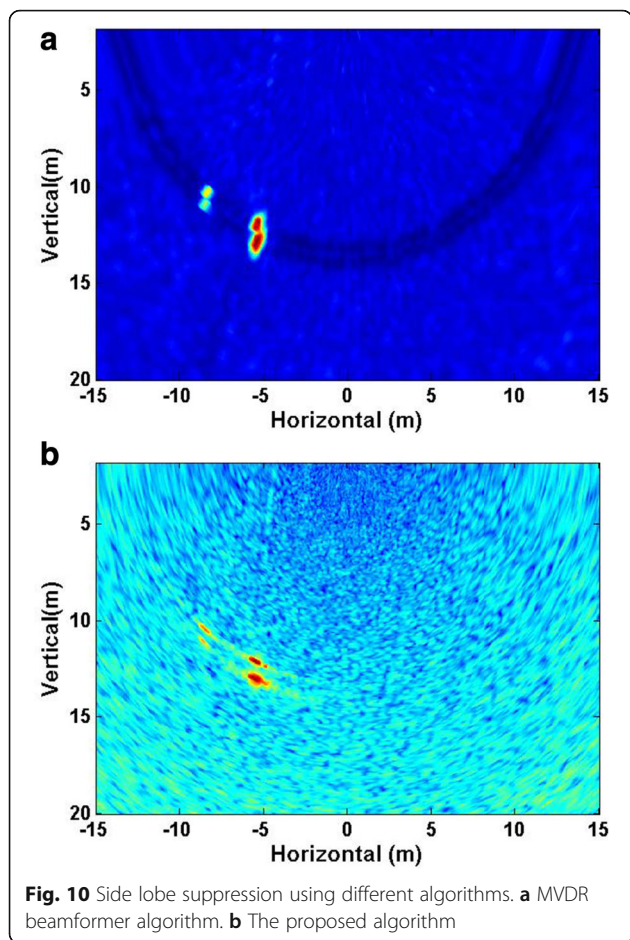 a
5
10
15
20
Vertical(m)
-15 -10 -5 0 5 10 15
Horizontal (m)
b
5
10
15
20
Vertical(m)
-15 -10 -5 0 5 10 15
Horizontal (m)
Fig. 10 Side lobe suppression using different algorithms. a MVDR
beamformer algorithm. b The proposed algorithm